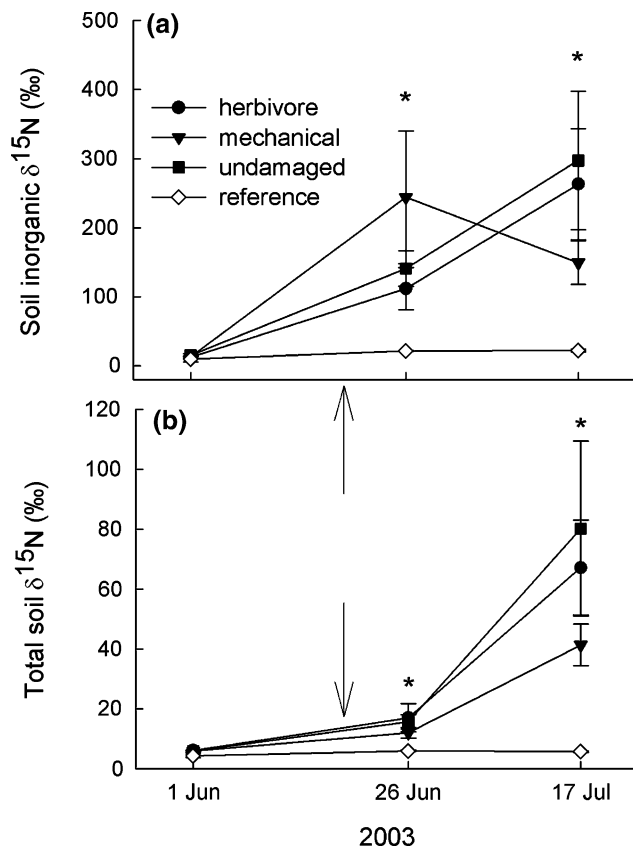 (a)
Soil inorganic δ¹⁵N (‰)
500
400
300
200
100
0
herbivore
mechanical
undamaged
reference
*
*
(b)
Total soil δ¹⁵N (‰)
120
100
80
60
40
20
0
*
*
1 Jun
26 Jun
17 Jul
2003